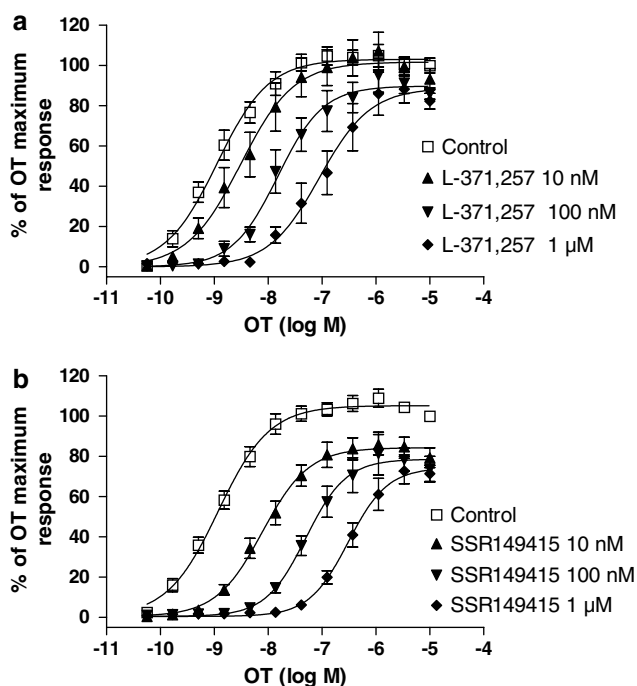 a
120
100
80
60
40
20
0
% of OT maximum
response
Control
L-371,257 10 nM
L-371,257 100 nM
L-371,257 1 µM
-11 -10 -9 -8 -7 -6 -5 -4
OT (log M)
b
120
100
80
60
40
20
0
% of OT maximum
response
Control
SSR149415 10 nM
SSR149415 100 nM
SSR149415 1 µM
-11 -10 -9 -8 -7 -6 -5 -4
OT (log M)